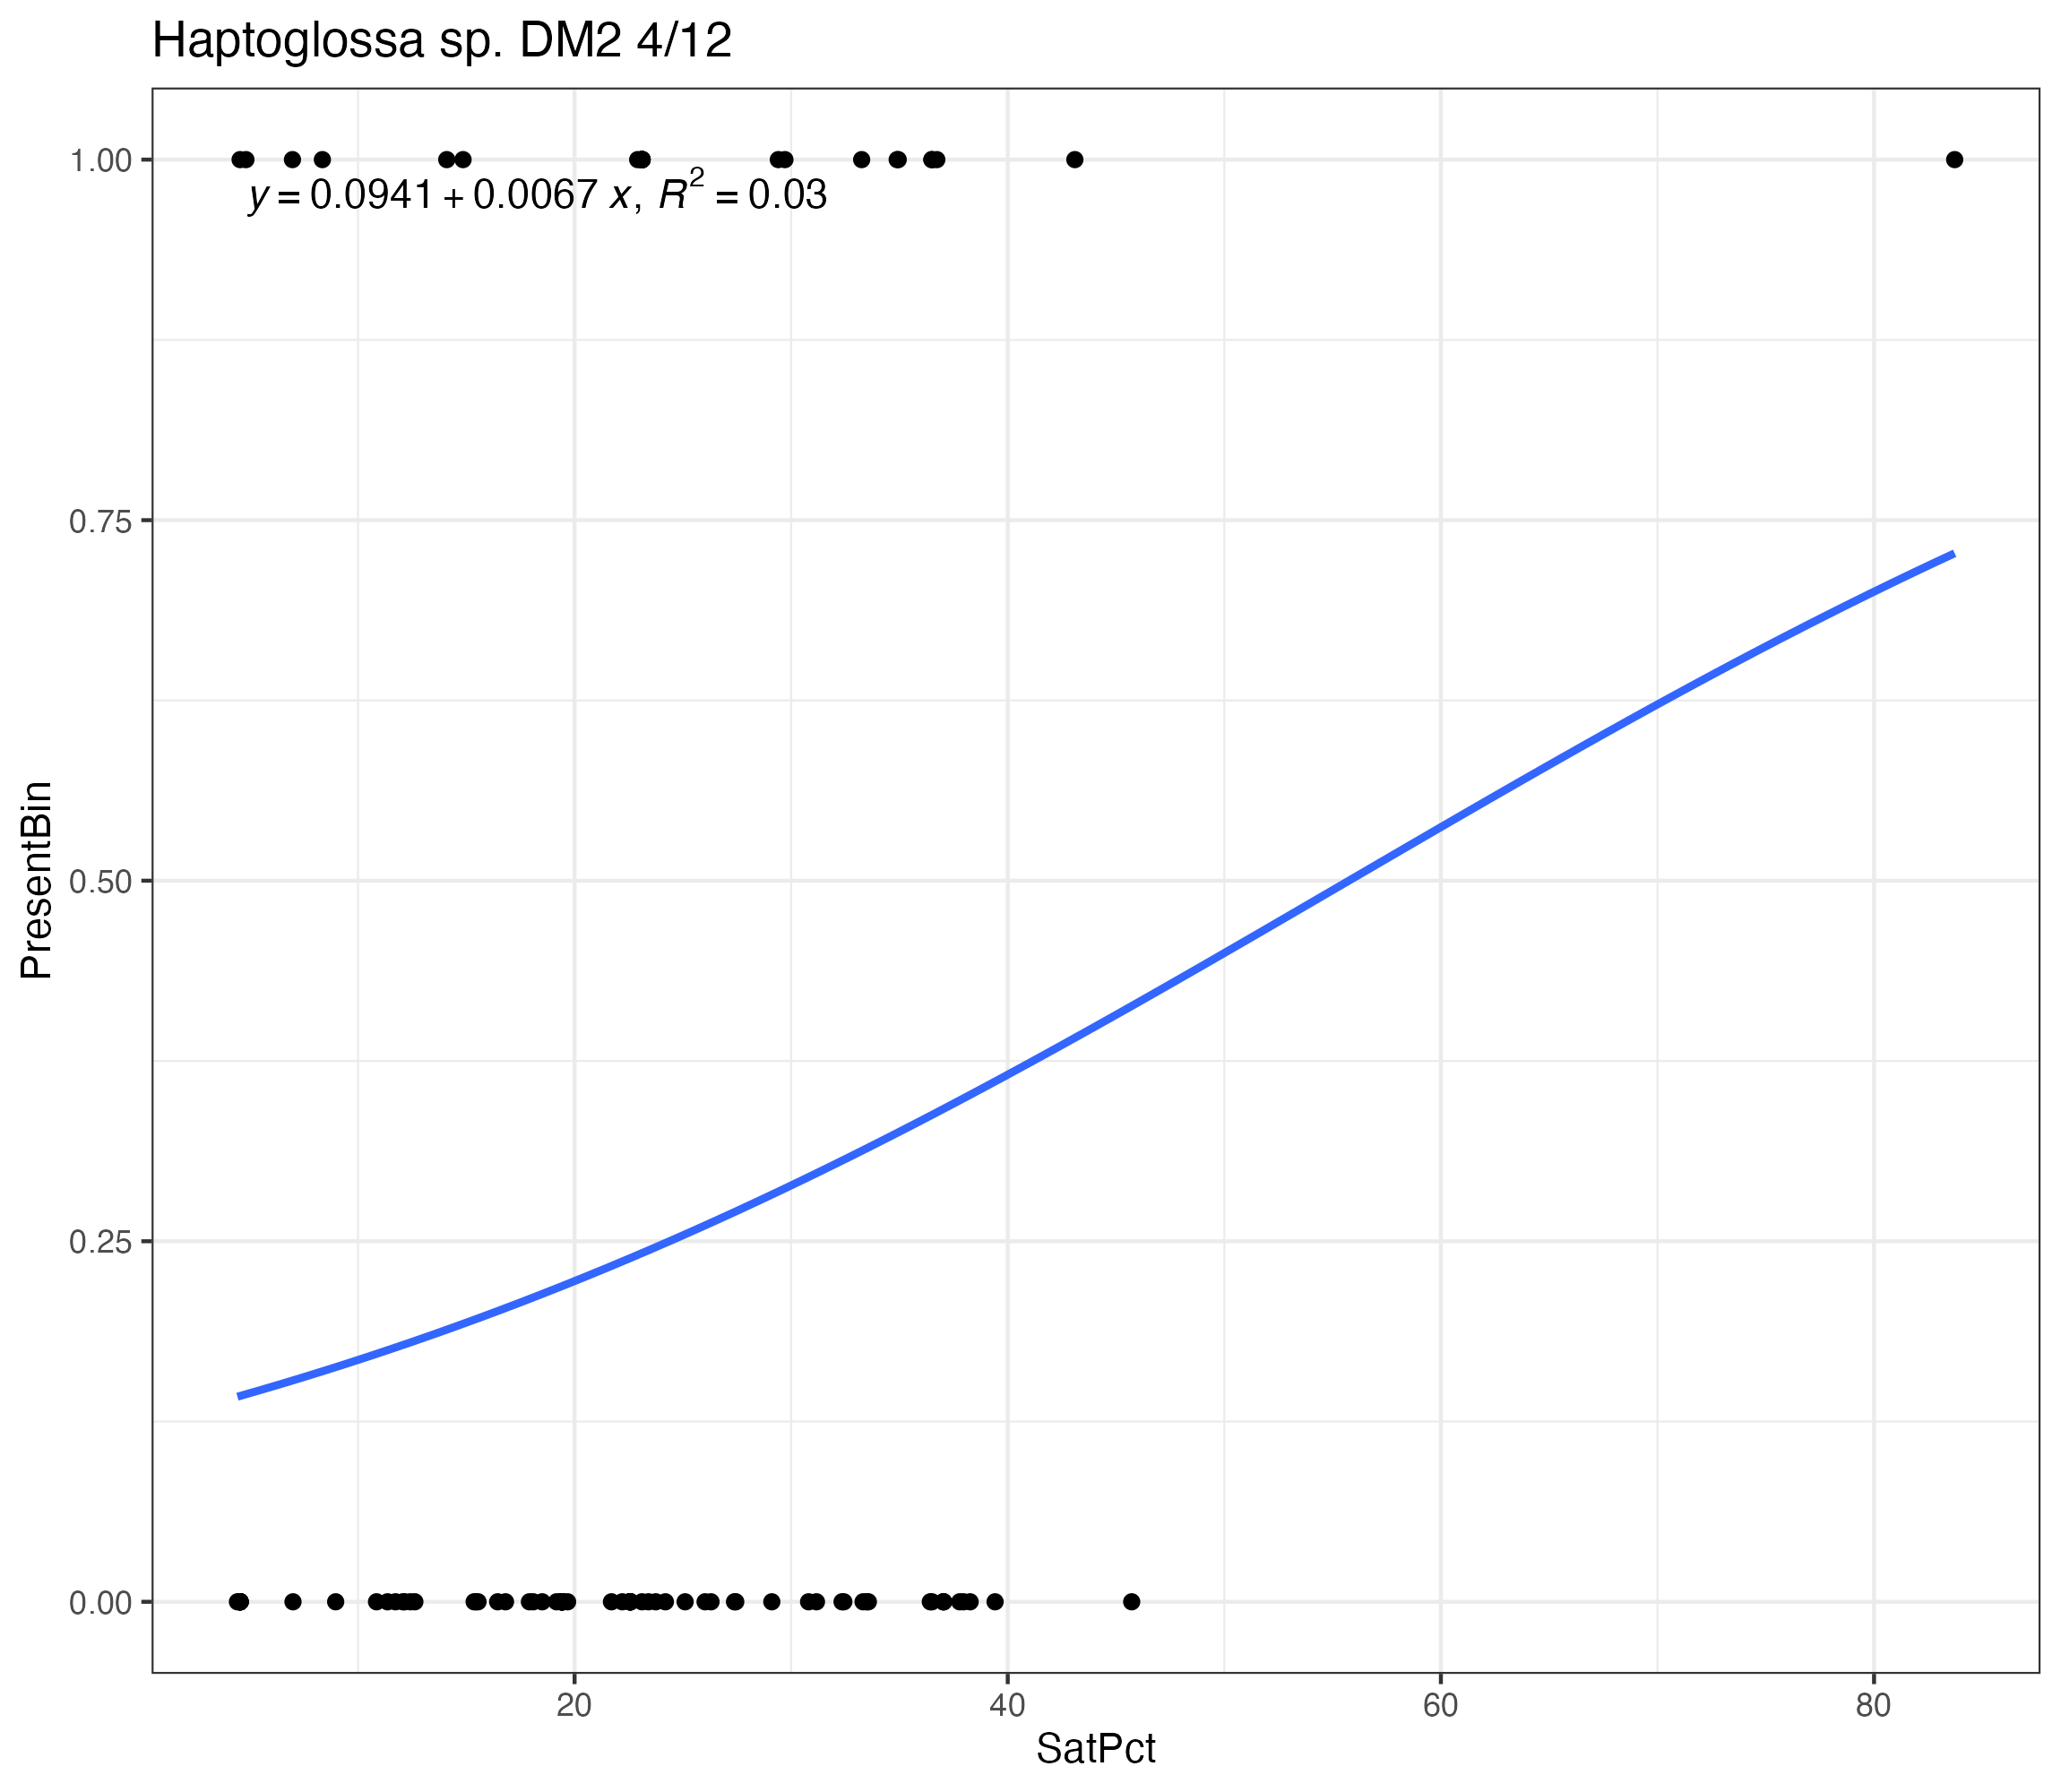 Haptoglossa sp. DM2 4/12
1.00
y = 0.0941 + 0.0067 x, R² = 0.03
0.75
0.50
0.25
0.00
PresentBin
20 40 60 80
SatPct